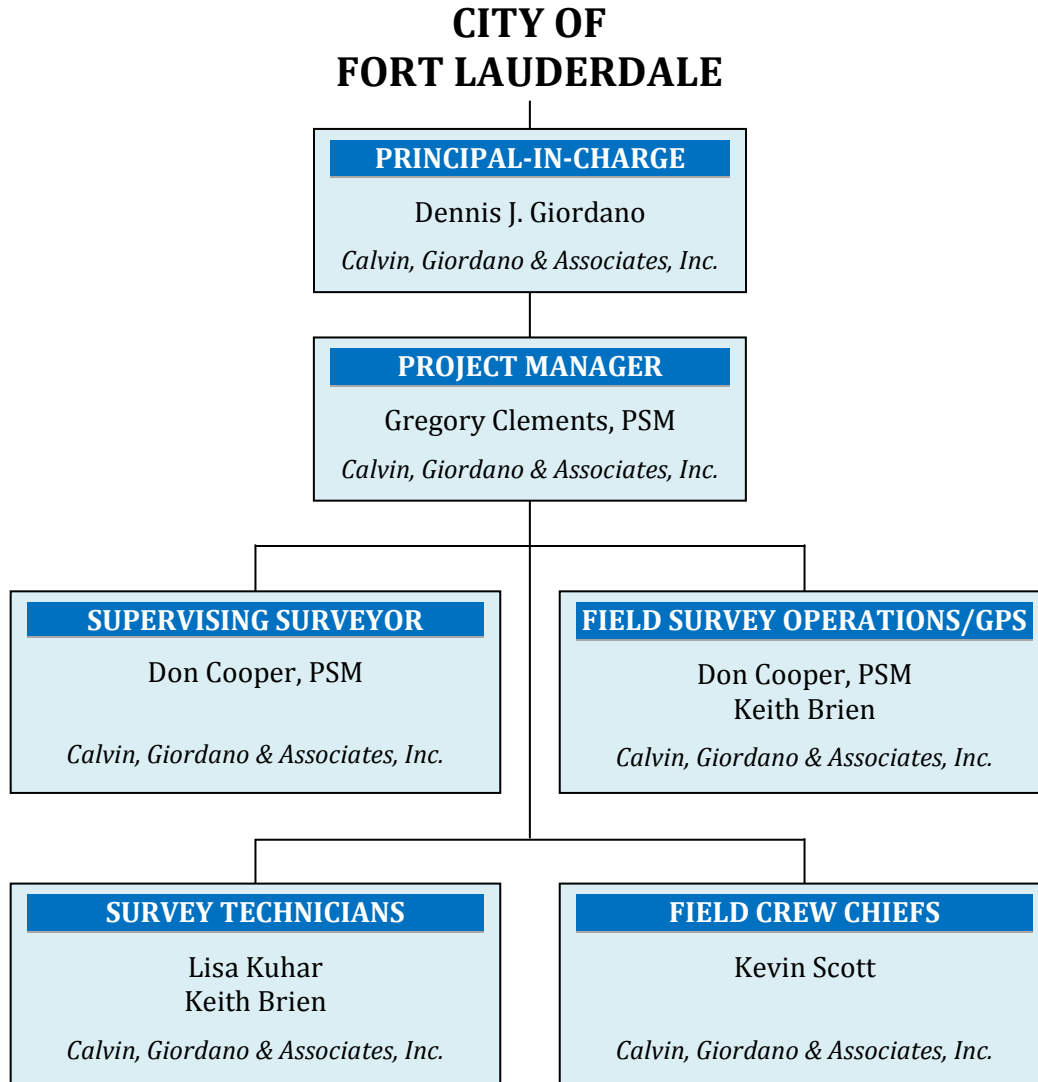 CITY OF
FORT LAUDERDALE
PRINCIPAL-IN-CHARGE
Dennis J. Giordano
Calvin, Giordano & Associates, Inc.
PROJECT MANAGER
Gregory Clements, PSM
Calvin, Giordano & Associates, Inc.
SUPERVISING SURVEYOR
Don Cooper, PSM
Calvin, Giordano & Associates, Inc.
FIELD SURVEY OPERATIONS/GPS
Don Cooper, PSM
Keith Brien
Calvin, Giordano & Associates, Inc.
SURVEY TECHNICIANS
Lisa Kuhar
Keith Brien
Calvin, Giordano & Associates, Inc.
FIELD CREW CHIEFS
Kevin Scott
Calvin, Giordano & Associates, Inc.